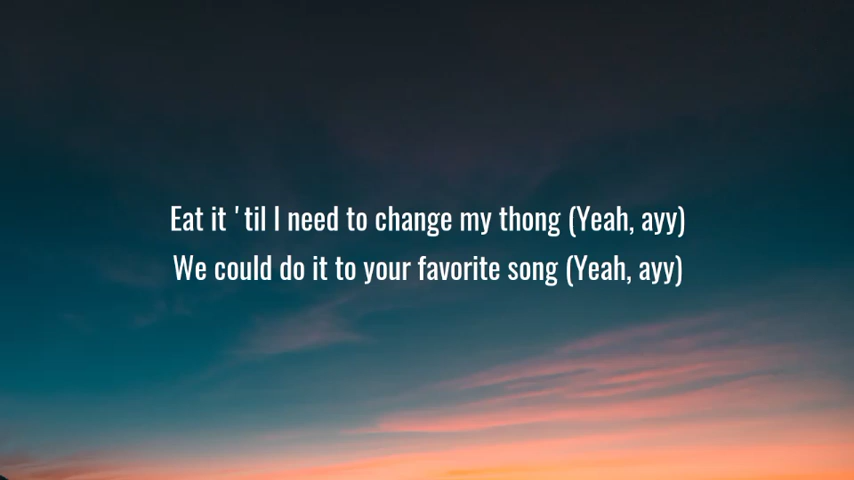 Eat it 'til I need to change my thong (Yeah, ayy)
We could do it to your favorite song (Yeah, ayy)